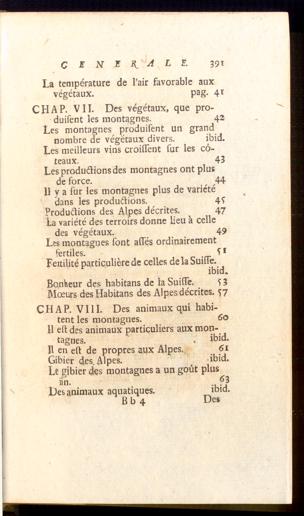 GENERALE. 391
La température de l'air favorable aux
végétaux. pag. 41
CHAP. VII. Des végétaux, que pro-
duiſent les montagnes. 42
Les montagnes produiſent un grand
nombre de végétaux divers. ibid.
Les meilleurs vins croiſſent ſur les cô-
teaux. 43
Les productions des montagnes ont plus
de force. 44
Il y a ſur les montagnes plus de variété
dans les productions. 45
Productions des Alpes décrites. 47
La variété des terroirs donne lieu à celle
des végétaux. 49
Les montagnes ſont aſſés ordinairement
fertiles. 51
Fertilité particulière de celles de la Suiſſe.
ibid.
Bonheur des habitans de la Suiſſe. 53
Mœurs des Habitans des Alpes décrites. 57
CHAP. VIII. Des animaux qui habi-
tent les montagnes. 60
Il eſt des animaux particuliers aux mon-
tagnes. ibid.
Il en eſt de propres aux Alpes. 61
Gibier des Alpes. ibid.
Le gibier des montagnes a un goût plus
fin. 63
Des animaux aquatiques. ibid.
Bb 4 Des